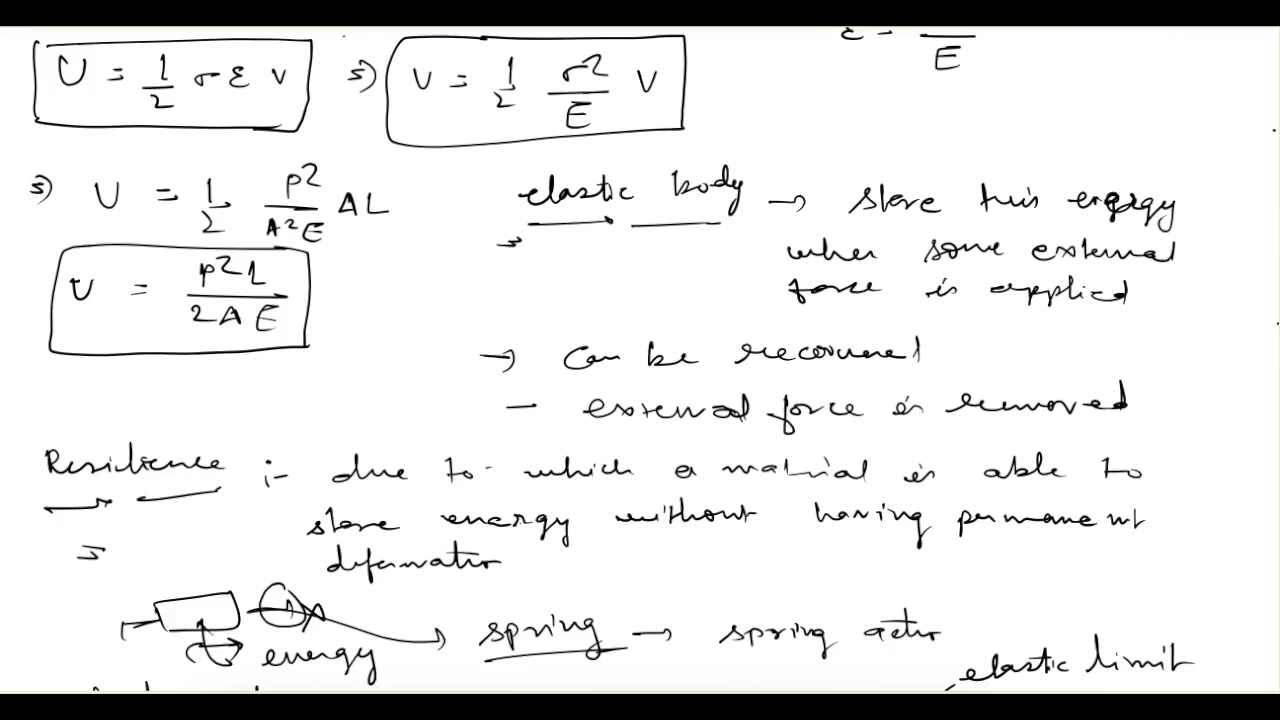 U = 1/2 σ ε V
⇒) U = 1/2 σ²/E V
ε = /E
⇒) U = 1/2 P²/A²E AL
U = P²L/2AE
elastic body → store this energy
when some external
force is applied
→ can be recovered
- external force is removed
Resilience :- due to which a material is able to
store energy without having permanent
deformation
energy → spring → spring action
elastic limit